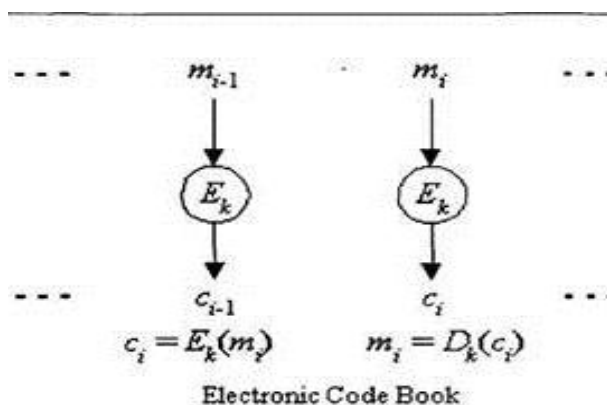 --- m_{i-1} m_i ---
E_k E_k
--- c_{i-1} c_i ---
c_i = E_k(m_i) m_i = D_k(c_i)
Electronic Code Book